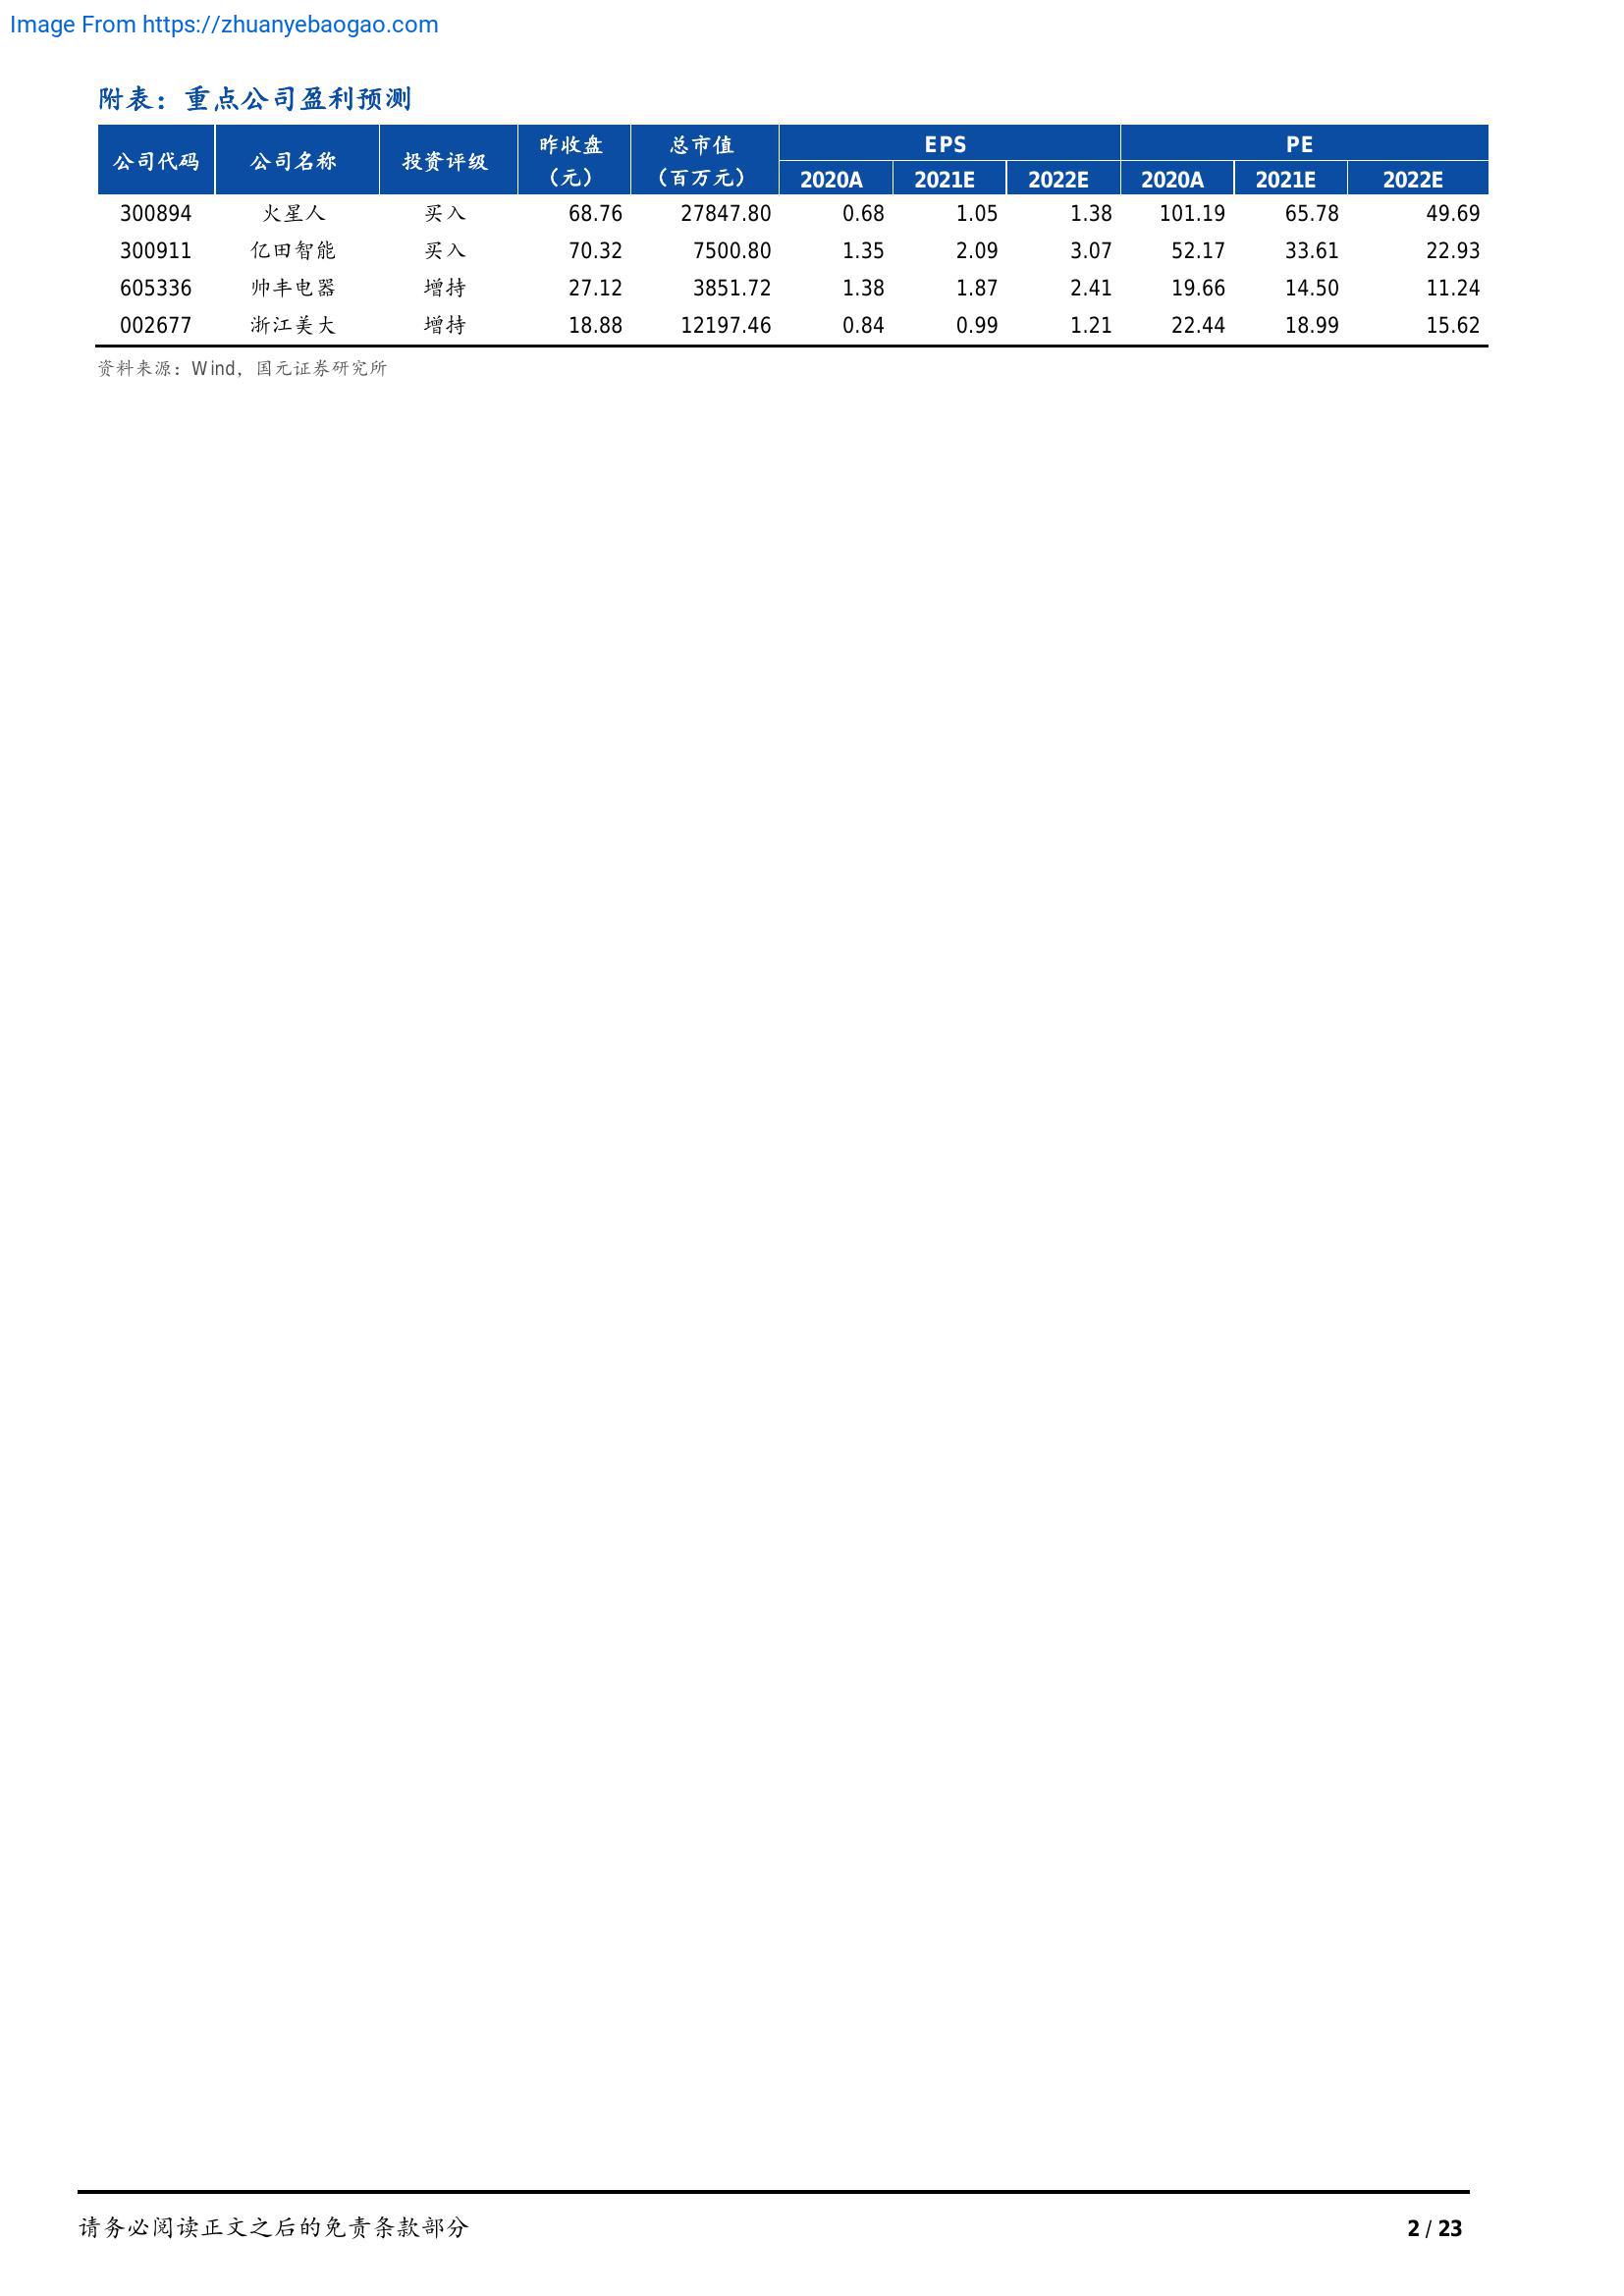 Image From https://zhuanyebaogao.com
附表：重点公司盈利预测
公司代码 公司名称 投资评级 昨收盘（元） 总市值（百万元） EPS PE
2020A 2021E 2022E 2020A 2021E 2022E
300894 火星人 买入 68.76 27847.80 0.68 1.05 1.38 101.19 65.78 49.69
300911 亿田智能 买入 70.32 7500.80 1.35 2.09 3.07 52.17 33.61 22.93
605336 帅丰电器 增持 27.12 3851.72 1.38 1.87 2.41 19.66 14.50 11.24
002677 浙江美大 增持 18.88 12197.46 0.84 0.99 1.21 22.44 18.99 15.62
资料来源：Wind，国元证券研究所
请务必阅读正文之后的免责条款部分 2 / 23